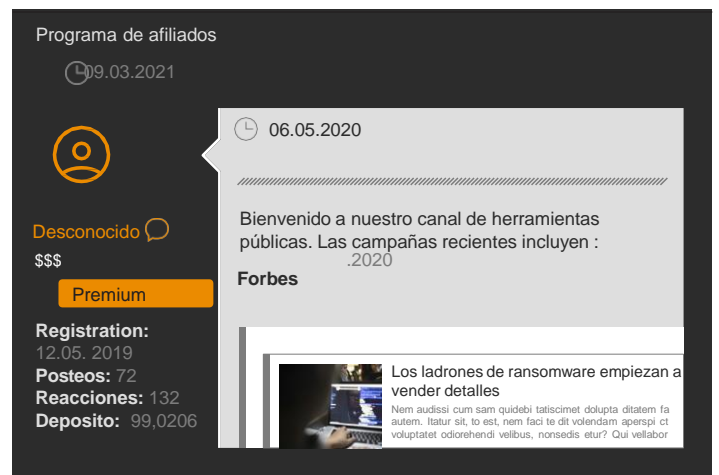 Programa de afiliados
09.03.2021
06.05.2020
Bienvenido a nuestro canal de herramientas
públicas. Las campañas recientes incluyen :
.2020
Forbes
Desconocido
$$$
Premium
Registration:
12.05. 2019
Posteos: 72
Reacciones: 132
Deposito: 99,0206
Los ladrones de ransomware empiezan a
vender detalles
Nem audissi cum sam quidebi tatiscimet dolupta ditatem fa
autem. Itatur sit, to est, nem faci te dit volendam aperspi ct
voluptatet odiorehendi velibus, nonsedis etur? Qui vellabor